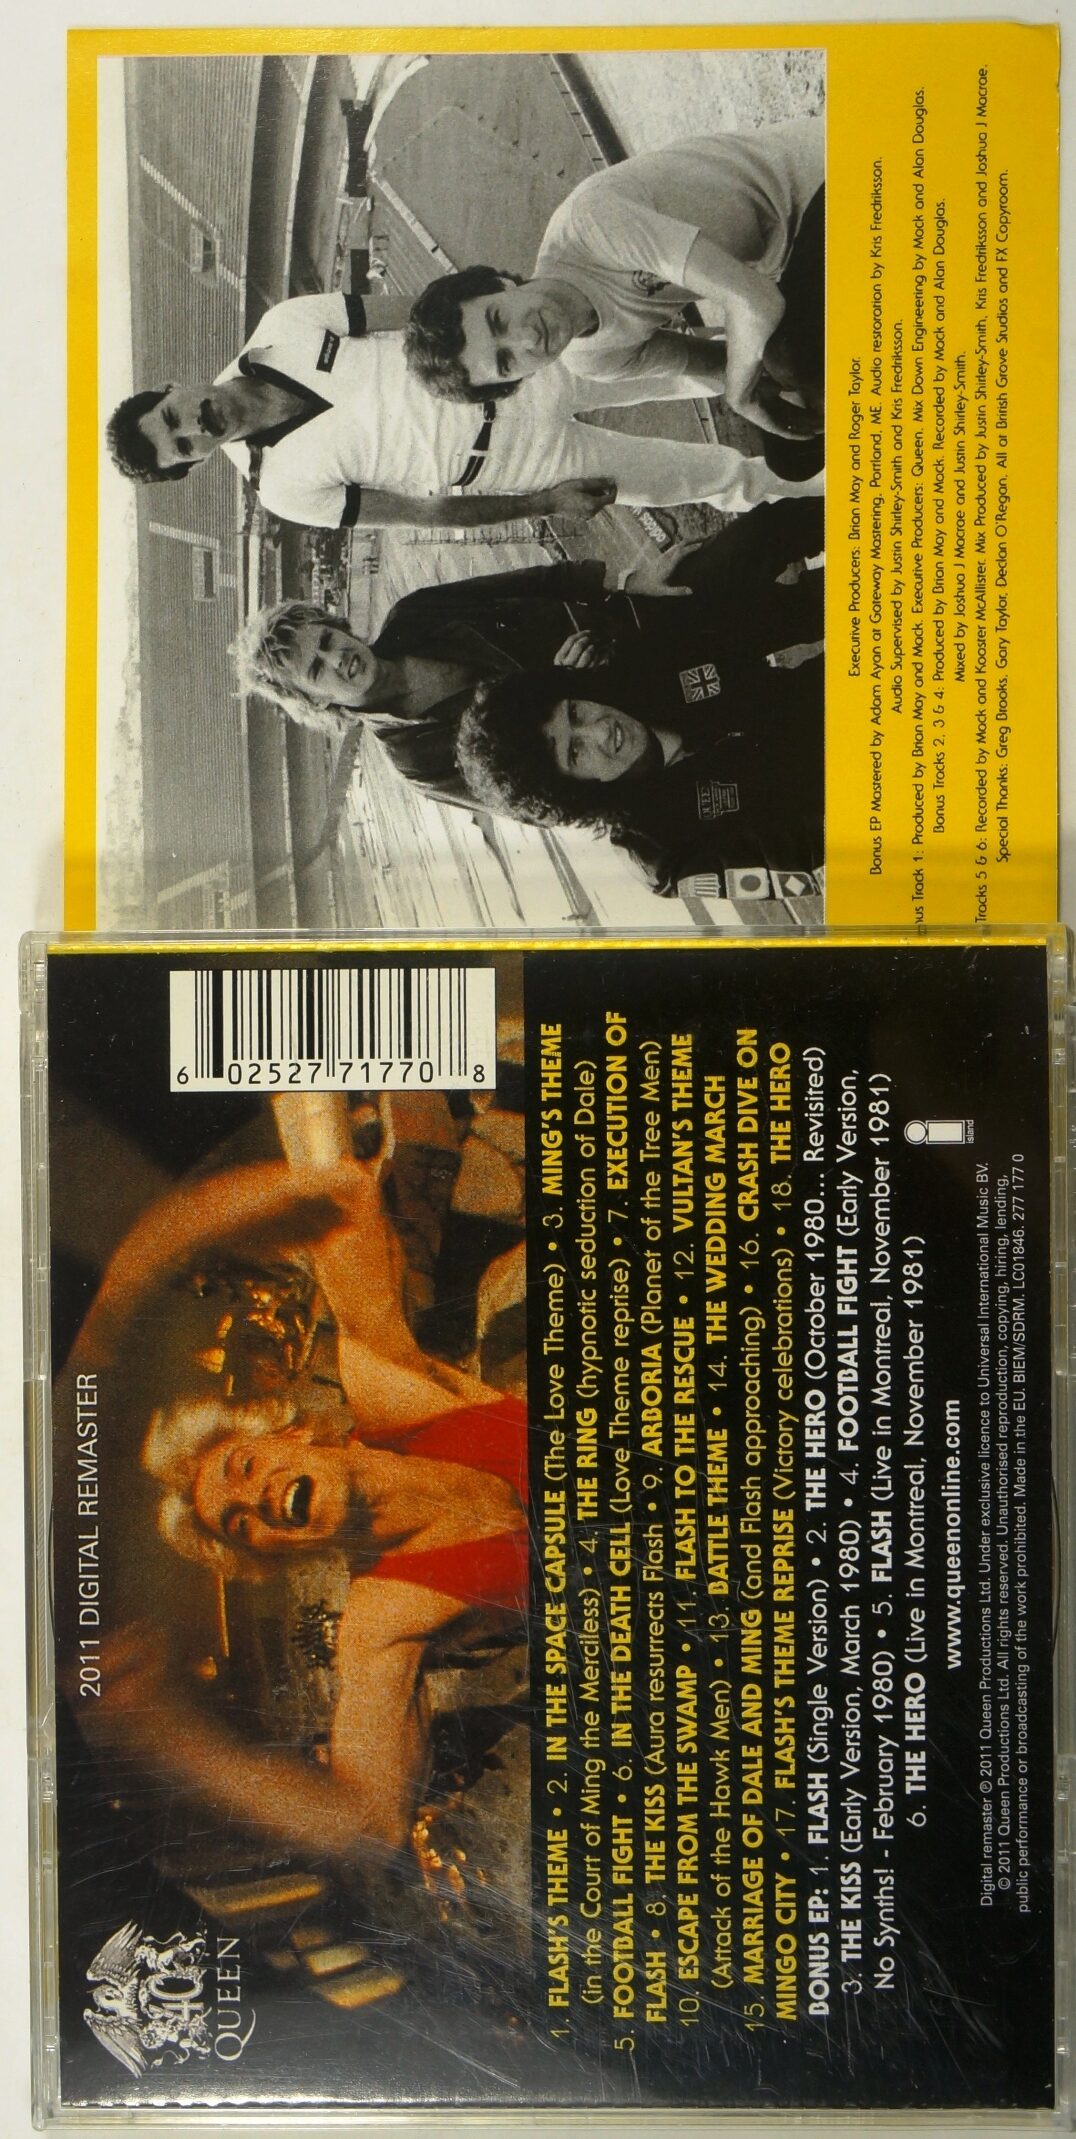 Executive Producers: Brian May and Roger Taylor.
Bonus EP Mastered by Adam Ayan at Gateway Mastering, Portland, ME. Audio restoration by Kris Fredriksson.
Audio Supervised by Justin Shirley-Smith and Kris Fredriksson.
Track 1: Produced by Brian May and Mack. Executive Producers: Queen. Mix Down Engineering by Mack and Alan Douglas.
Bonus Tracks 2, 3 & 4: Produced by Brian May and Mack. Recorded by Mack and Alan Douglas.
Mixed by Joshua J Macrae and Justin Shirley-Smith.
Tracks 5 & 6: Recorded by Mack and Kooster McAllister. Mix Produced by Justin Shirley-Smith, Kris Fredriksson and Joshua J Macrae.
Special Thanks: Greg Brooks, Gary Taylor, Declan O'Regan. All at British Grove Studios and FX Copyroom.
40
QUEEN
2011 DIGITAL REMASTER
6 02527 71770 8
1. FLASH'S THEME • 2. IN THE SPACE CAPSULE (The Love Theme) • 3. MING'S THEME
(in the Court of Ming the Merciless) • 4. THE RING (hypnotic seduction of Dale)
5. FOOTBALL FIGHT • 6. IN THE DEATH CELL (Love Theme reprise) • 7. EXECUTION OF
FLASH • 8. THE KISS (Aura resurrects Flash) • 9. ARBORIA (Planet of the Tree Men)
10. ESCAPE FROM THE SWAMP • 11. FLASH TO THE RESCUE • 12. VULTAN'S THEME
(Attack of the Hawk Men) • 13. BATTLE THEME • 14. THE WEDDING MARCH
15. MARRIAGE OF DALE AND MING (and Flash approaching) • 16. CRASH DIVE ON
MINGO CITY • 17. FLASH'S THEME REPRISE (Victory celebrations) • 18. THE HERO
BONUS EP: 1. FLASH (Single Version) • 2. THE HERO (October 1980... Revisited)
3. THE KISS (Early Version, March 1980) • 4. FOOTBALL FIGHT (Early Version,
No Synths! - February 1980) • 5. FLASH (Live in Montreal, November 1981)
6. THE HERO (Live in Montreal, November 1981)
www.queenonline.com
island
Digital remaster ℗ 2011 Queen Productions Ltd. Under exclusive licence to Universal International Music BV.
© 2011 Queen Productions Ltd. All rights reserved. Unauthorised reproduction, copying, hiring, lending,
public performance or broadcasting of the work prohibited. Made in the EU. BIEM/SDRM. LC01846. 277 177 0